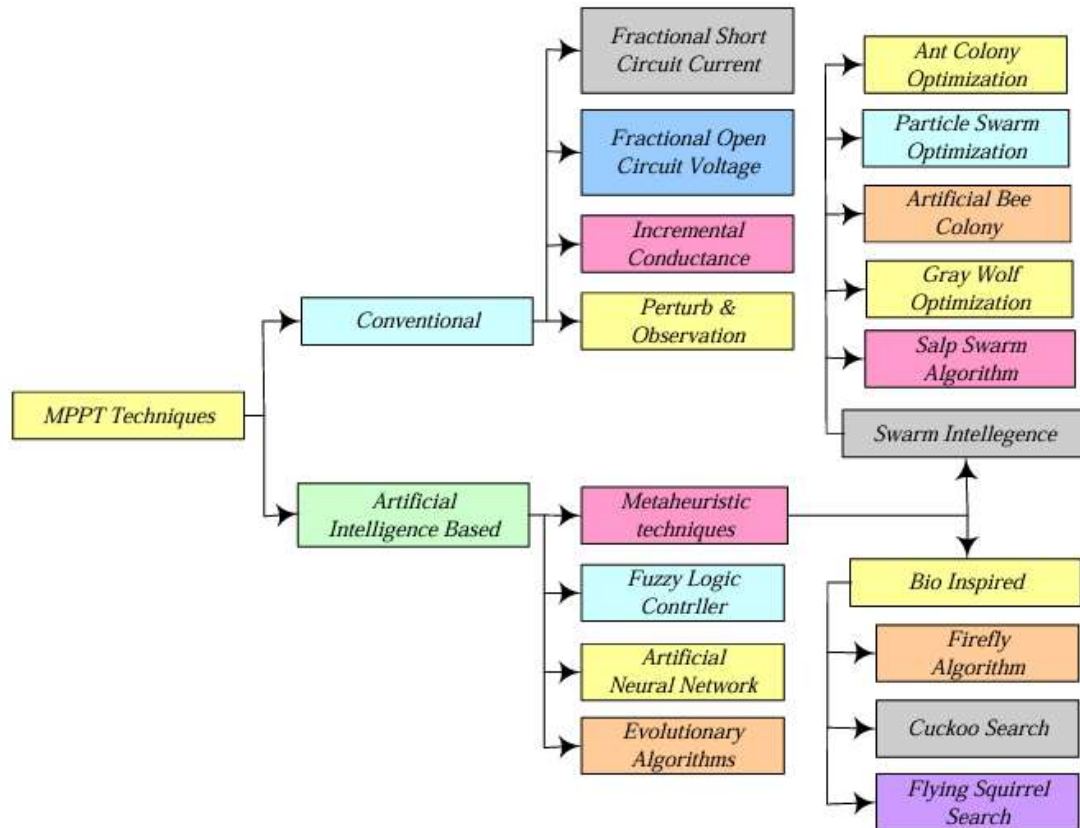 MPPT Techniques
Conventional
Fractional Short
Circuit Current
Fractional Open
Circuit Voltage
Incremental
Conductance
Perturb &
Observation
Artificial
Intelligence Based
Metaheuristic
techniques
Fuzzy Logic
Contrller
Artificial
Neural Network
Evolutionary
Algorithms
Ant Colony
Optimization
Particle Swarm
Optimization
Artificial Bee
Colony
Gray Wolf
Optimization
Salp Swarm
Algorithm
Swarm Intellegence
Bio Inspired
Firefly
Algorithm
Cuckoo Search
Flying Squirrel
Search